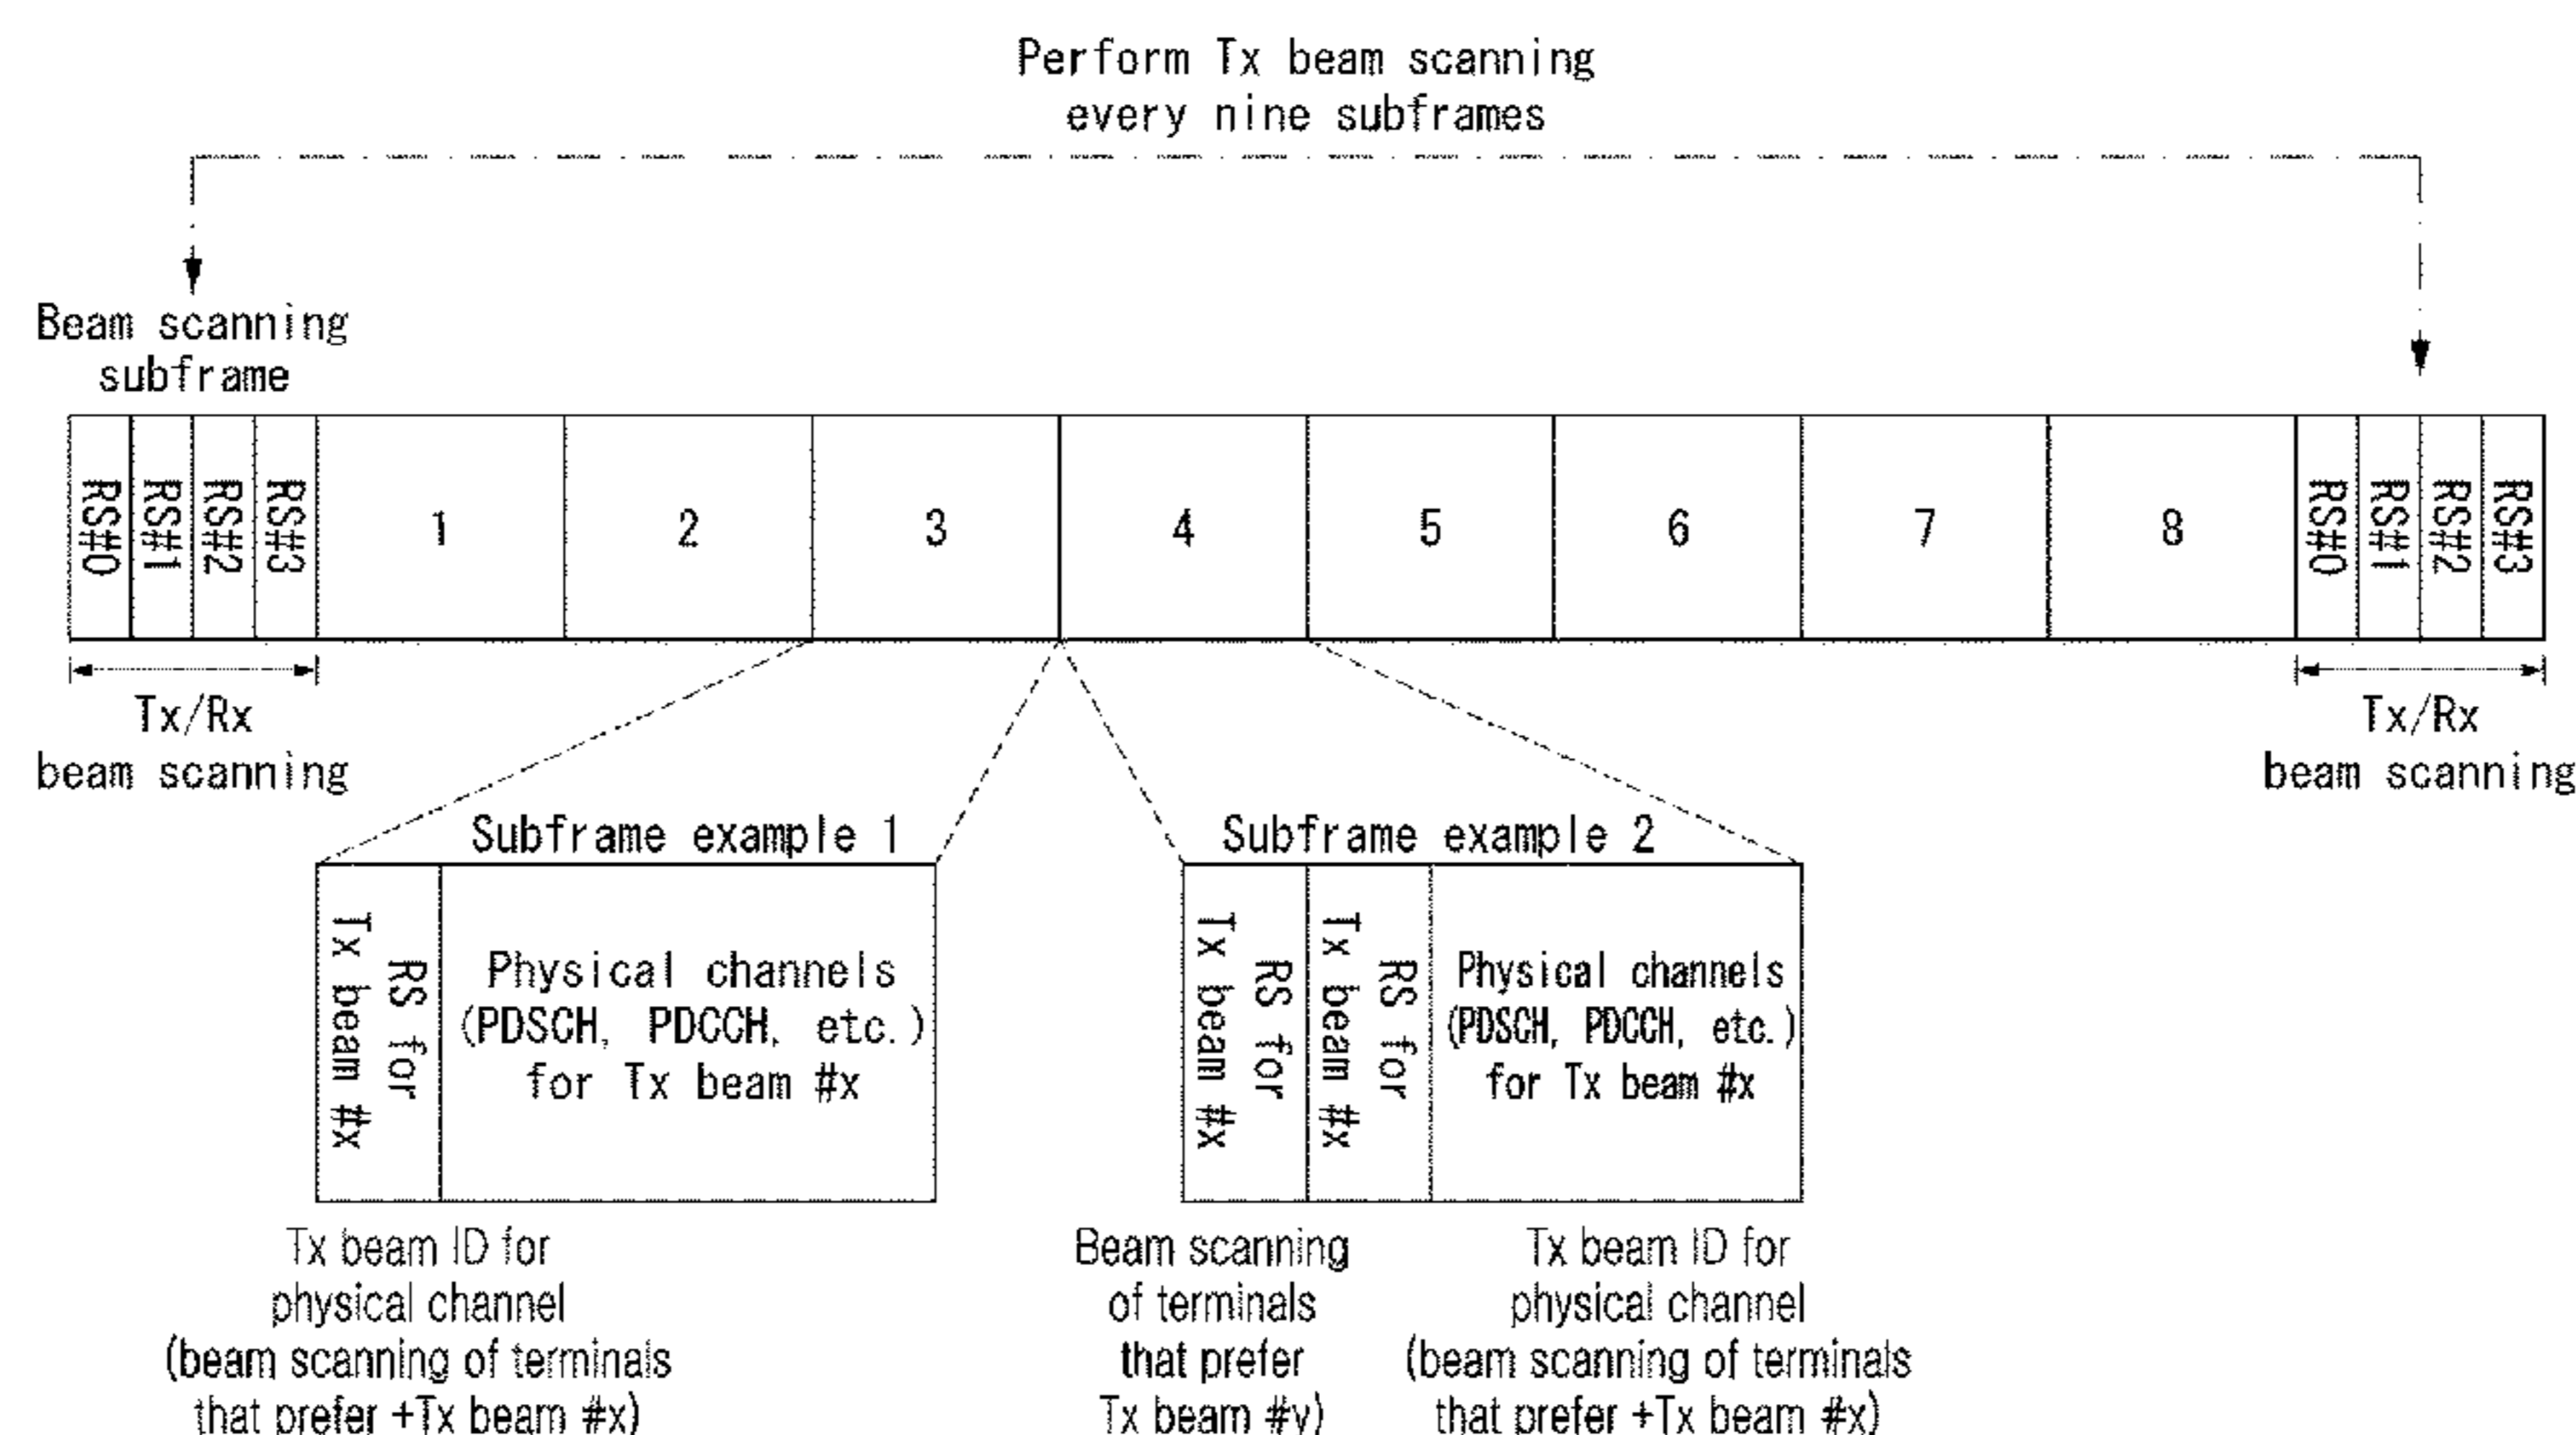 Perform Tx beam scanning
every nine subframes
Beam scanning
subframe
RS#0
RS#1
RS#2
RS#3
1
2
3
4
5
6
7
8
RS#0
RS#1
RS#2
RS#3
Tx/Rx
beam scanning
Tx/Rx
beam scanning
Subframe example 1
RS for
Tx beam #x
Physical channels
(PDSCH, PDCCH, etc.)
for Tx beam #x
Subframe example 2
RS for
Tx beam #x
RS for
Tx beam #x
Physical channels
(PDSCH, PDCCH, etc.)
for Tx beam #x
Tx beam ID for
physical channel
(beam scanning of terminals
that prefer +Tx beam #x)
Beam scanning
of terminals
that prefer
Tx beam #y)
Tx beam ID for
physical channel
(beam scanning of terminals
that prefer +Tx beam #x)